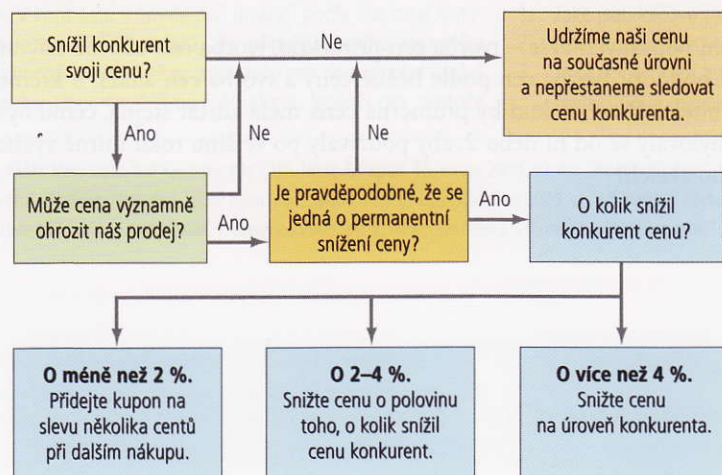 Snížil konkurent
svoji cenu?
Ne
Udržíme naši cenu
na současné úrovni
a nepřestaneme sledovat
cenu konkurenta.
Ano
Ne
Ne
Může cena významně
ohrozit náš prodej?
Ano
Je pravděpodobné, že se
jedná o permanentní
snížení ceny?
Ano
O kolik snížil
konkurent cenu?
O méně než 2 %.
Přidejte kupon na
slevu několika centů
při dalším nákupu.
O 2–4 %.
Snižte cenu o polovinu
toho, o kolik snížil
cenu konkurent.
O více než 4 %.
Snižte cenu
na úroveň konkurenta.